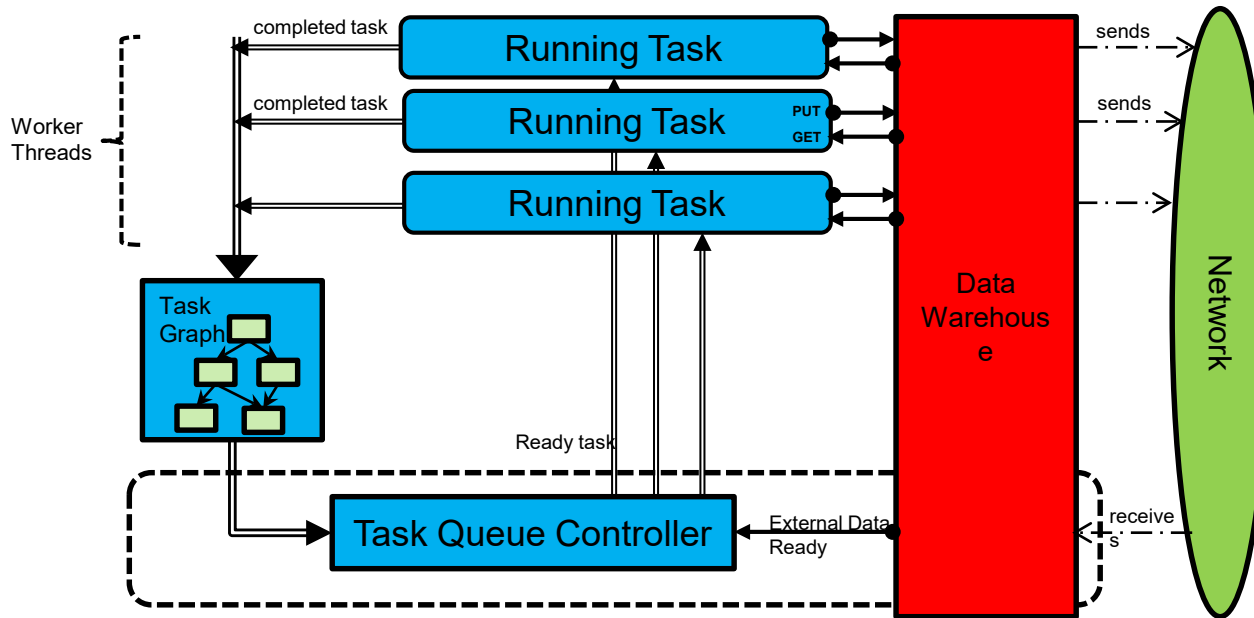 completed task
Running Task
sends
completed task
Running Task
PUT
GET
sends
Worker
Threads
Running Task
Data
Warehous
e
Network
Task
Graph
Ready task
Task Queue Controller
External Data
Ready
receive
s